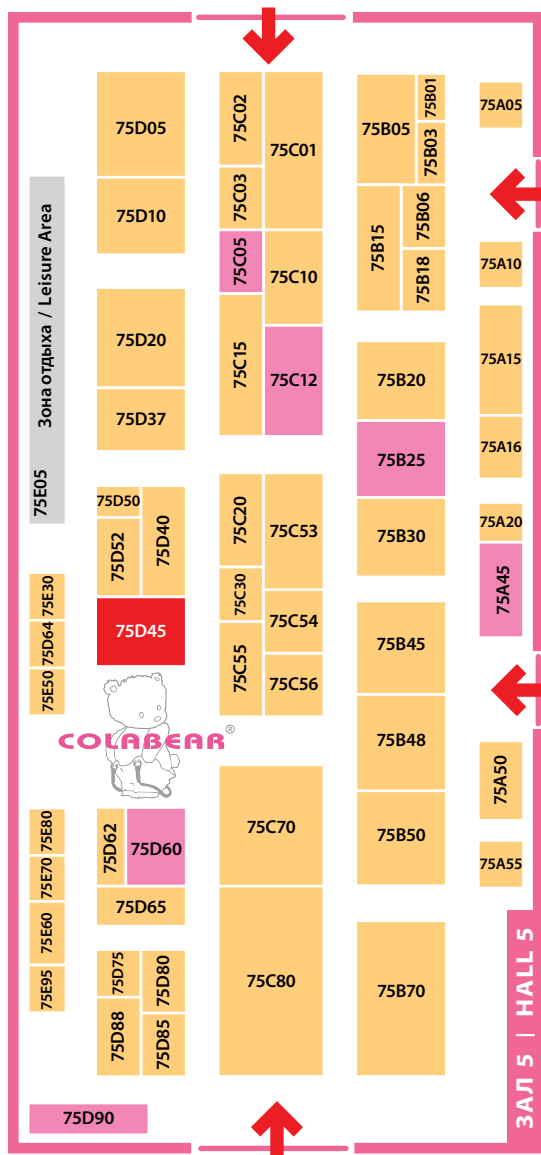 75D05
75D10
75D20
75D37
75D50
75D52
75D40
75D45
75C02
75C01
75C03
75C05
75C10
75C15
75C12
75C20
75C53
75C30
75C54
75C55
75C56
75B01
75B05
75B03
75B06
75B15
75B18
75B20
75B25
75B30
75B45
75B48
75B50
75B70
75A05
75A10
75A15
75A16
75A20
75A45
75A50
75A55
Зона отдыха / Leisure Area
75E05
75E30
75D64
75E50
COLABEAR®
75E80
75E70
75E60
75E95
75D62
75D60
75D65
75D75
75D80
75D88
75D85
75D90
75C70
75C80
ЗАЛ 5 | HALL 5